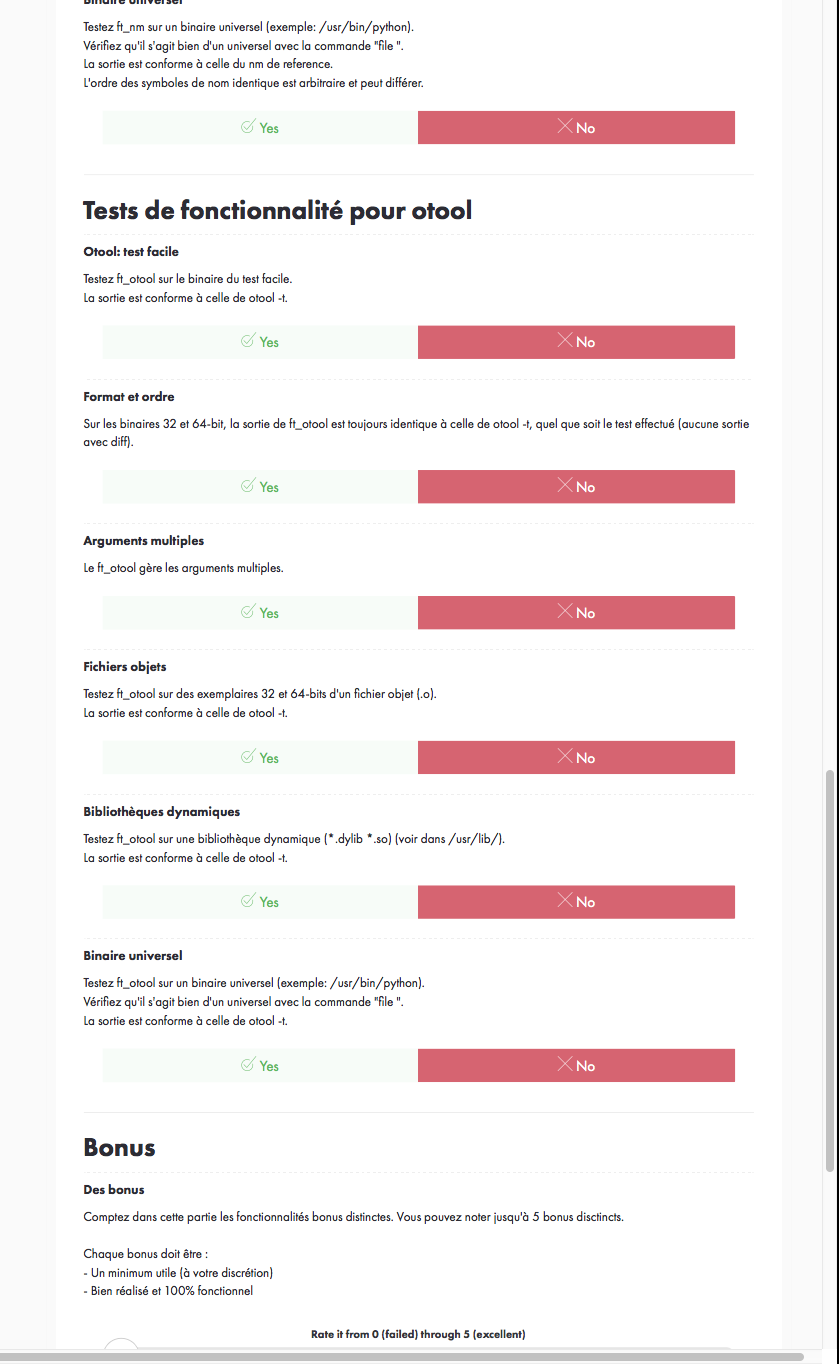 Binaire universel
Testez ft_nm sur un binaire universel (exemple: /usr/bin/python).
Vérifiez qu'il s'agit bien d'un universel avec la commande "file ".
La sortie est conforme à celle du nm de reference.
L'ordre des symboles de nom identique est arbitraire et peut différer.
Yes No
Tests de fonctionnalité pour otool
Otool: test facile
Testez ft_otool sur le binaire du test facile.
La sortie est conforme à celle de otool -t.
Yes No
Format et ordre
Sur les binaires 32 et 64-bit, la sortie de ft_otool est toujours identique à celle de otool -t, quel que soit le test effectué (aucune sortie
avec diff).
Yes No
Arguments multiples
Le ft_otool gère les arguments multiples.
Yes No
Fichiers objets
Testez ft_otool sur des exemplaires 32 et 64-bits d'un fichier objet (.o).
La sortie est conforme à celle de otool -t.
Yes No
Bibliothèques dynamiques
Testez ft_otool sur une bibliothèque dynamique (*.dylib *.so) (voir dans /usr/lib/).
La sortie est conforme à celle de otool -t.
Yes No
Binaire universel
Testez ft_otool sur un binaire universel (exemple: /usr/bin/python).
Vérifiez qu'il s'agit bien d'un universel avec la commande "file ".
La sortie est conforme à celle de otool -t.
Yes No
Bonus
Des bonus
Comptez dans cette partie les fonctionnalités bonus distinctes. Vous pouvez noter jusqu'à 5 bonus disctincts.
Chaque bonus doit être :
- Un minimum utile (à votre discrétion)
- Bien réalisé et 100% fonctionnel
Rate it from 0 (failed) through 5 (excellent)